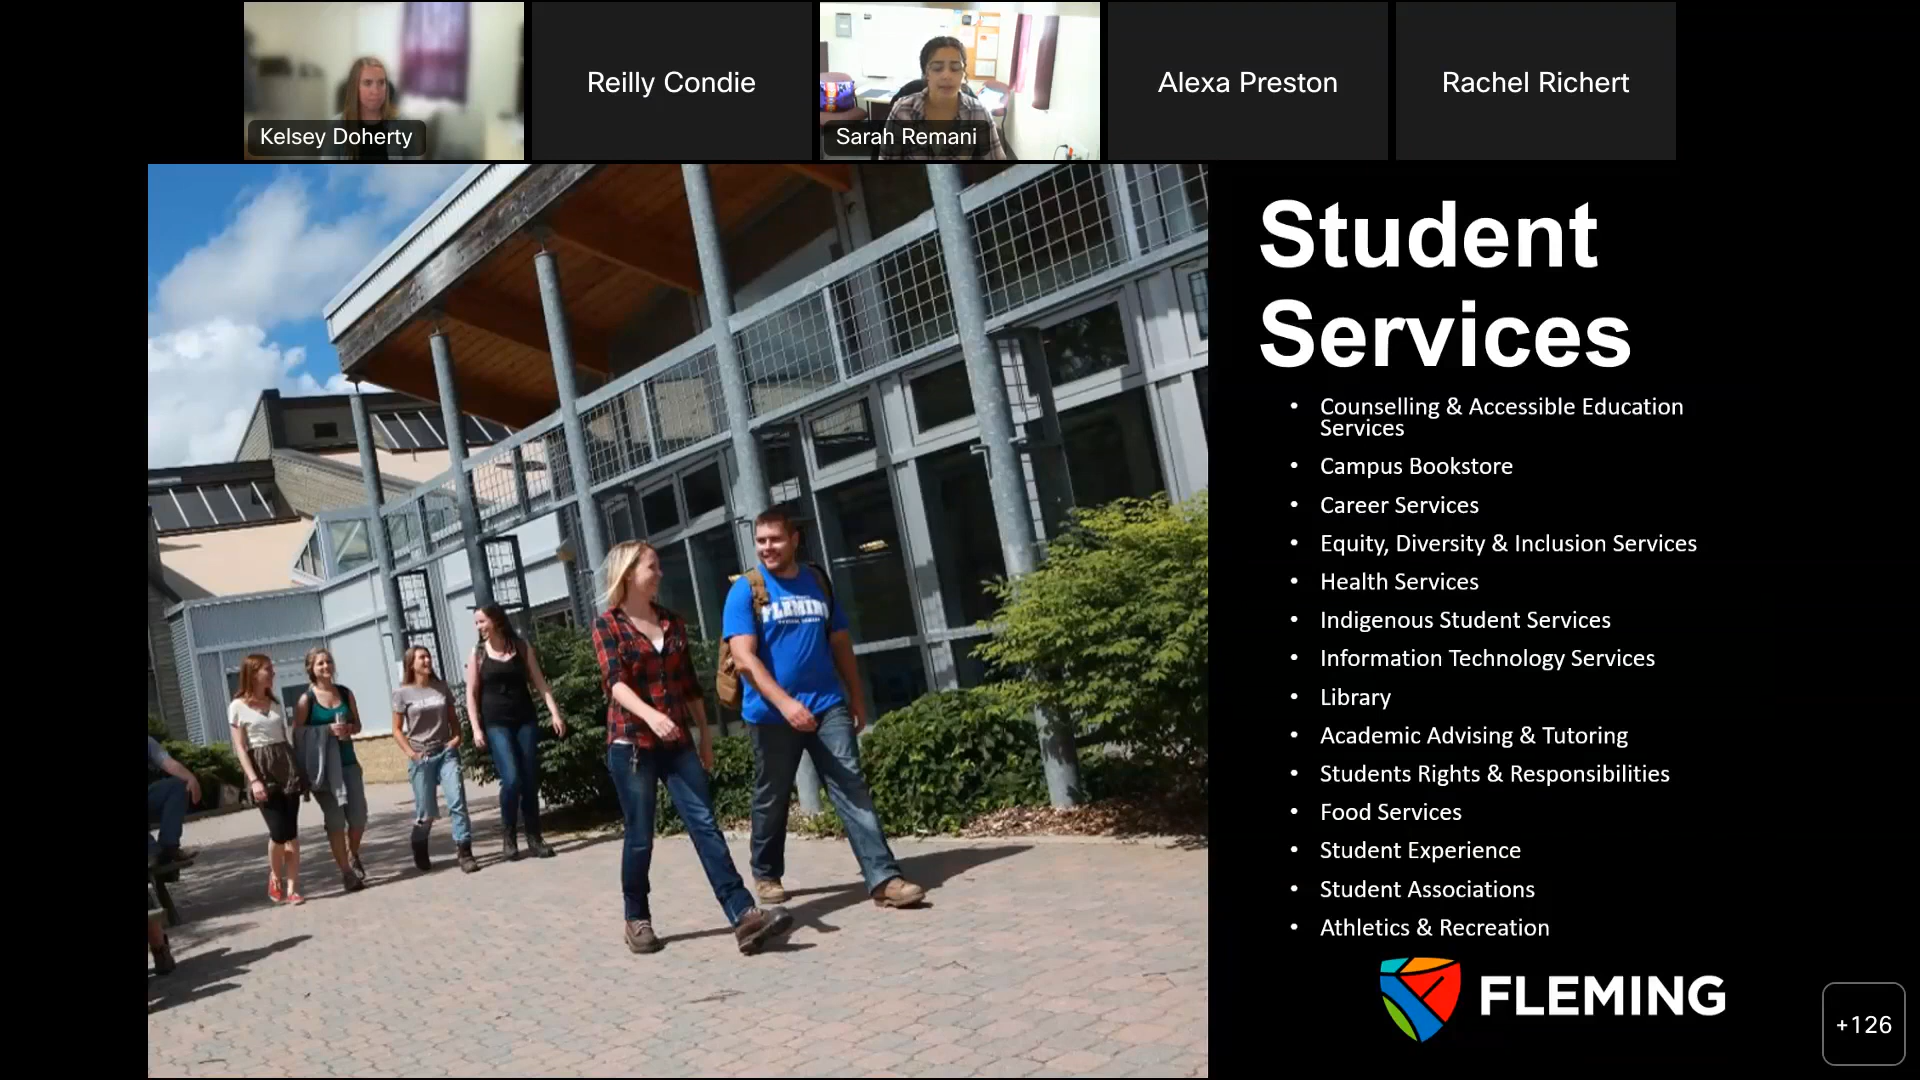 Kelsey Doherty
Reilly Condie
Sarah Remani
Alexa Preston
Rachel Richert
Student
Services
• Counselling & Accessible Education
Services
• Campus Bookstore
• Career Services
• Equity, Diversity & Inclusion Services
• Health Services
• Indigenous Student Services
• Information Technology Services
• Library
• Academic Advising & Tutoring
• Students Rights & Responsibilities
• Food Services
• Student Experience
• Student Associations
• Athletics & Recreation
FLEMING
FLEMING
+126